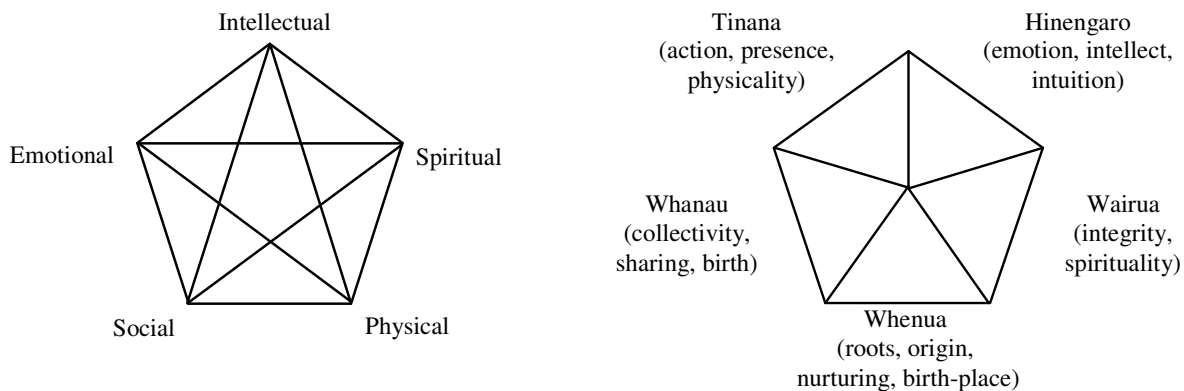 Intellectual
Emotional
Spiritual
Social
Physical
Tinana
(action, presence,
physicality)
Hinengaro
(emotion, intellect,
intuition)
Whanau
(collectivity,
sharing, birth)
Wairua
(integrity,
spirituality)
Whenua
(roots, origin,
nurturing, birth-place)